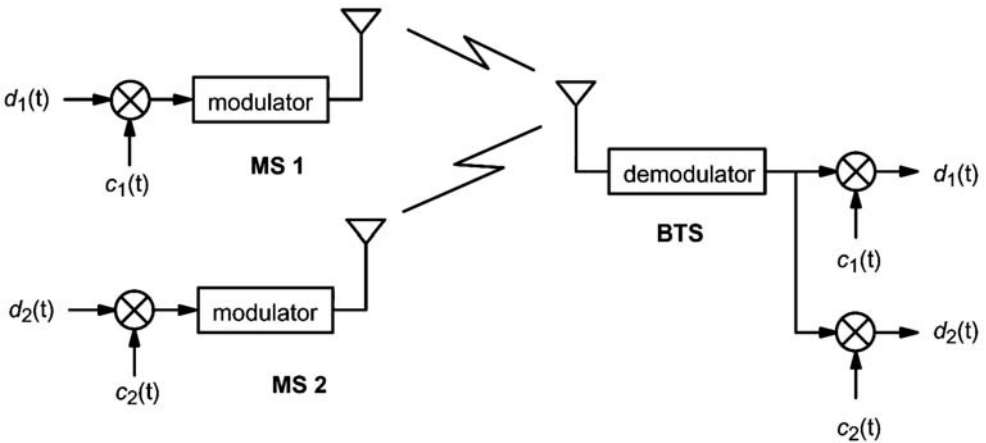 d1(t)
modulator
MS 1
c1(t)
d2(t)
modulator
MS 2
c2(t)
demodulator
BTS
d1(t)
c1(t)
d2(t)
c2(t)